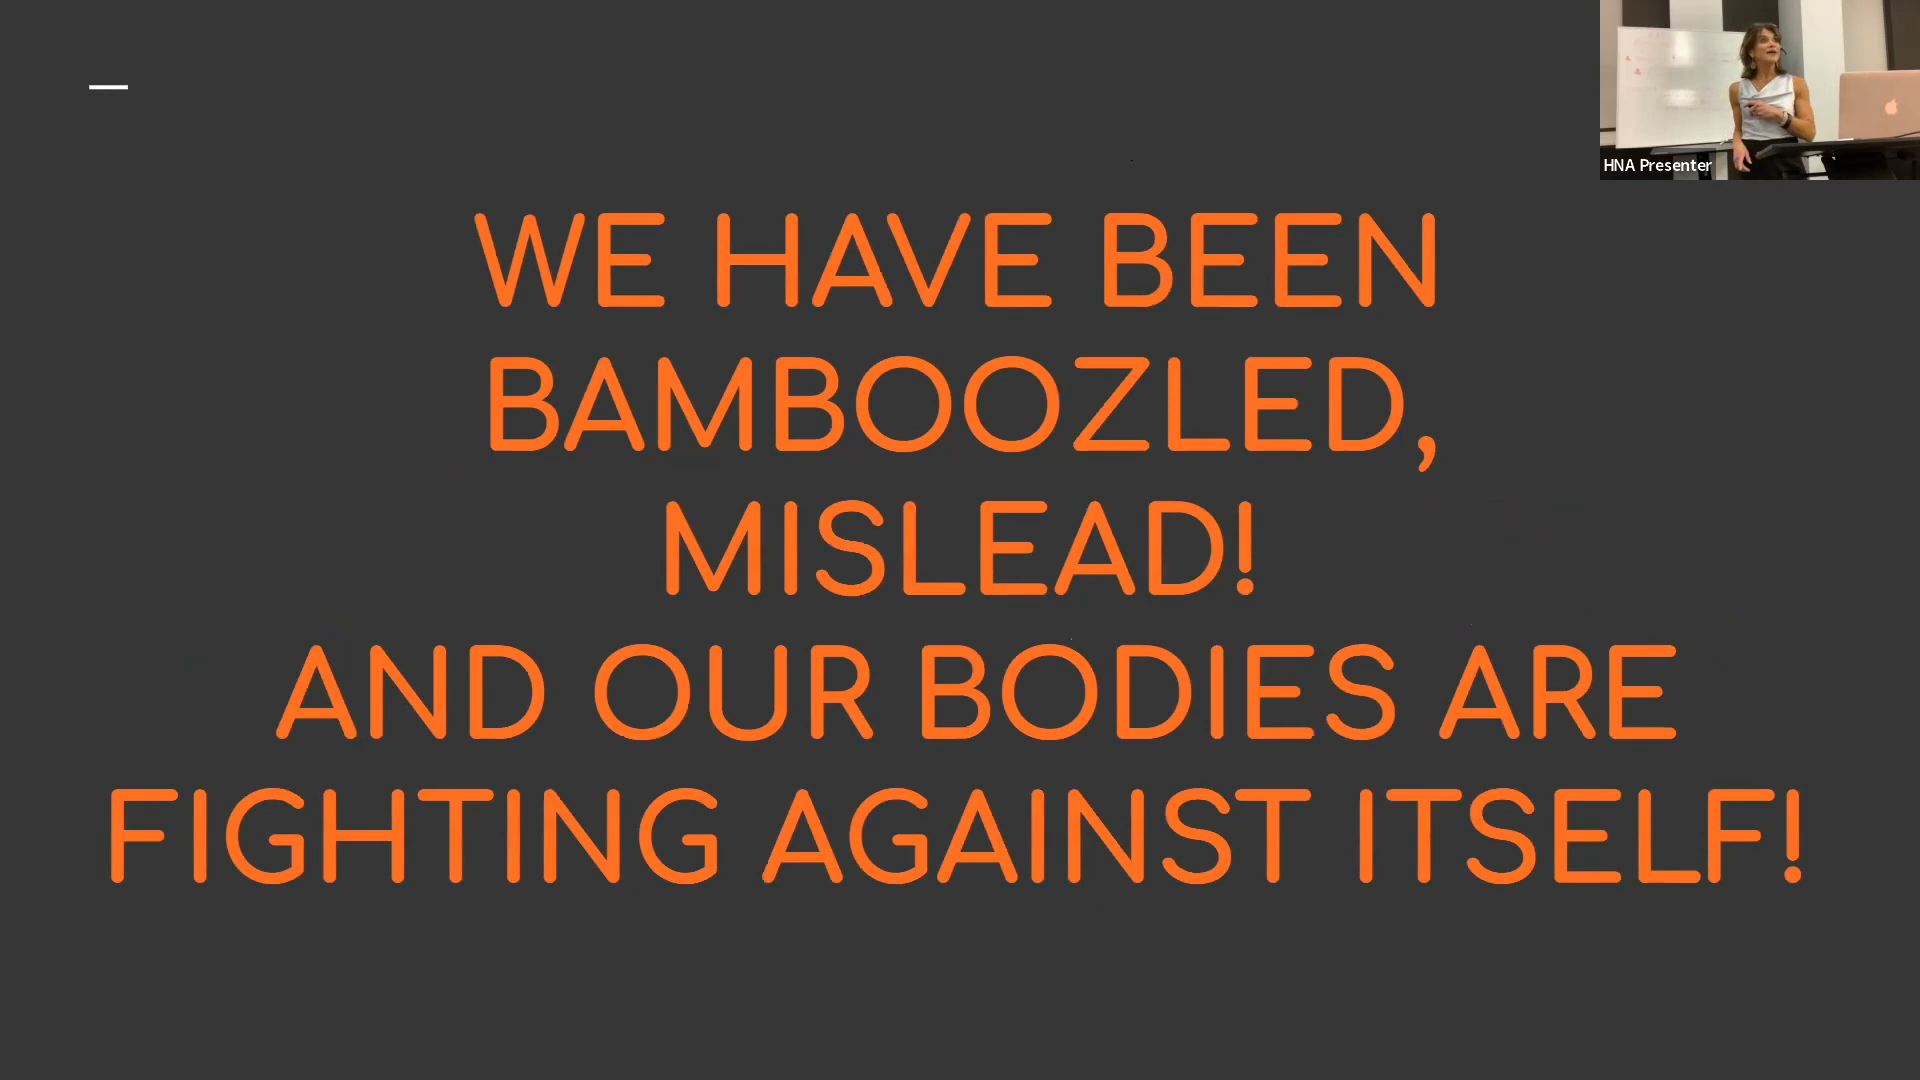 HNA Presenter
WE HAVE BEEN
BAMBOOZLED,
MISLEAD!
AND OUR BODIES ARE
FIGHTING AGAINST ITSELF!